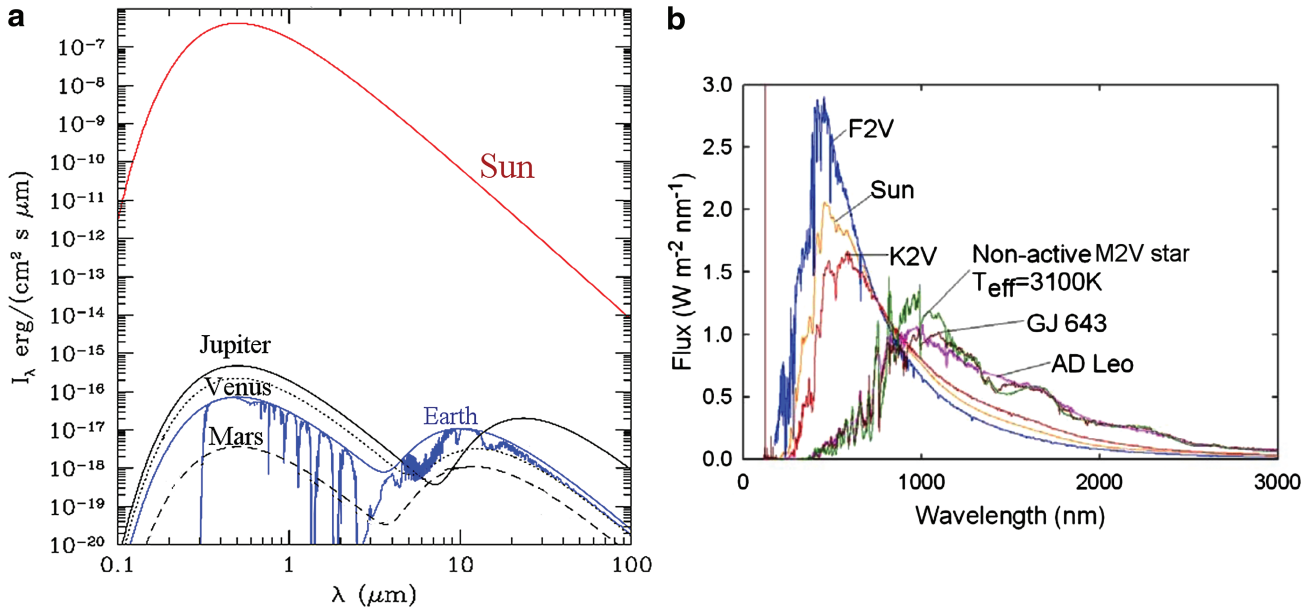 a
I_λ erg/(cm² s μm)
10⁻⁷
10⁻⁸
10⁻⁹
10⁻¹⁰
10⁻¹¹
10⁻¹²
10⁻¹³
10⁻¹⁴
10⁻¹⁵
10⁻¹⁶
10⁻¹⁷
10⁻¹⁸
10⁻¹⁹
10⁻²⁰
Sun
Jupiter
Venus
Earth
Mars
0.1 1 10 100
λ (μm)
b
Flux (W m⁻² nm⁻¹)
3.0
2.5
2.0
1.5
1.0
0.5
0.0
F2V
Sun
K2V
Non-active M2V star
T_eff=3100K
GJ 643
AD Leo
0 1000 2000 3000
Wavelength (nm)